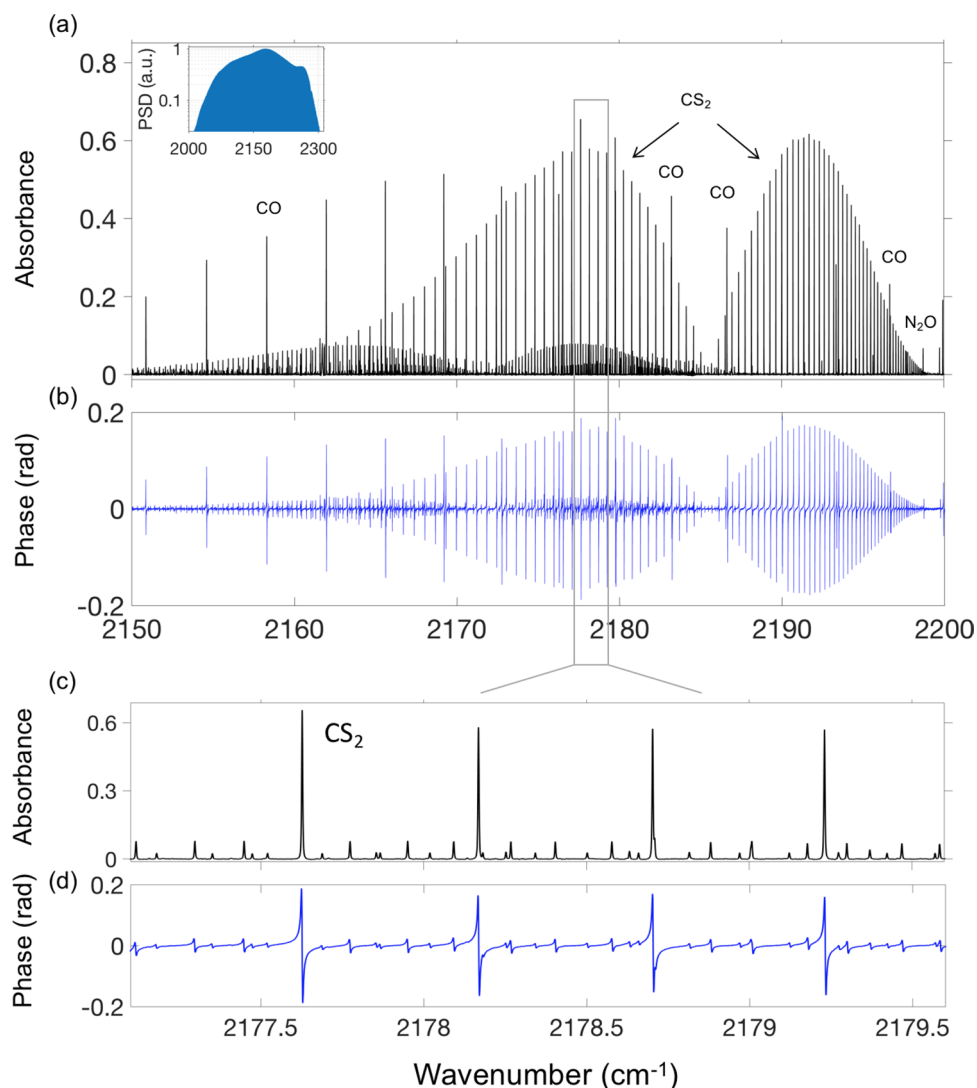 (a)
0.8
0.6
0.4
0.2
0
Absorbance
PSD (a.u.)
1
0.1
2000 2150 2300
CS2
CO
CO
CO
CO
N2O
(b)
0.2
0
-0.2
Phase (rad)
2150 2160 2170 2180 2190 2200
(c)
0.6
0.3
0
Absorbance
CS2
(d)
0.2
0
-0.2
Phase (rad)
2177.5 2178 2178.5 2179 2179.5
Wavenumber (cm-1)